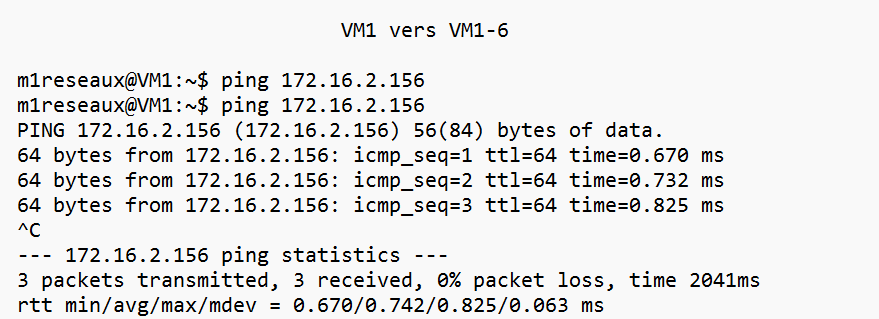 VM1 vers VM1-6
m1reseaux@VM1:~$ ping 172.16.2.156
m1reseaux@VM1:~$ ping 172.16.2.156
PING 172.16.2.156 (172.16.2.156) 56(84) bytes of data.
64 bytes from 172.16.2.156: icmp_seq=1 ttl=64 time=0.670 ms
64 bytes from 172.16.2.156: icmp_seq=2 ttl=64 time=0.732 ms
64 bytes from 172.16.2.156: icmp_seq=3 ttl=64 time=0.825 ms
^C
--- 172.16.2.156 ping statistics ---
3 packets transmitted, 3 received, 0% packet loss, time 2041ms
rtt min/avg/max/mdev = 0.670/0.742/0.825/0.063 ms